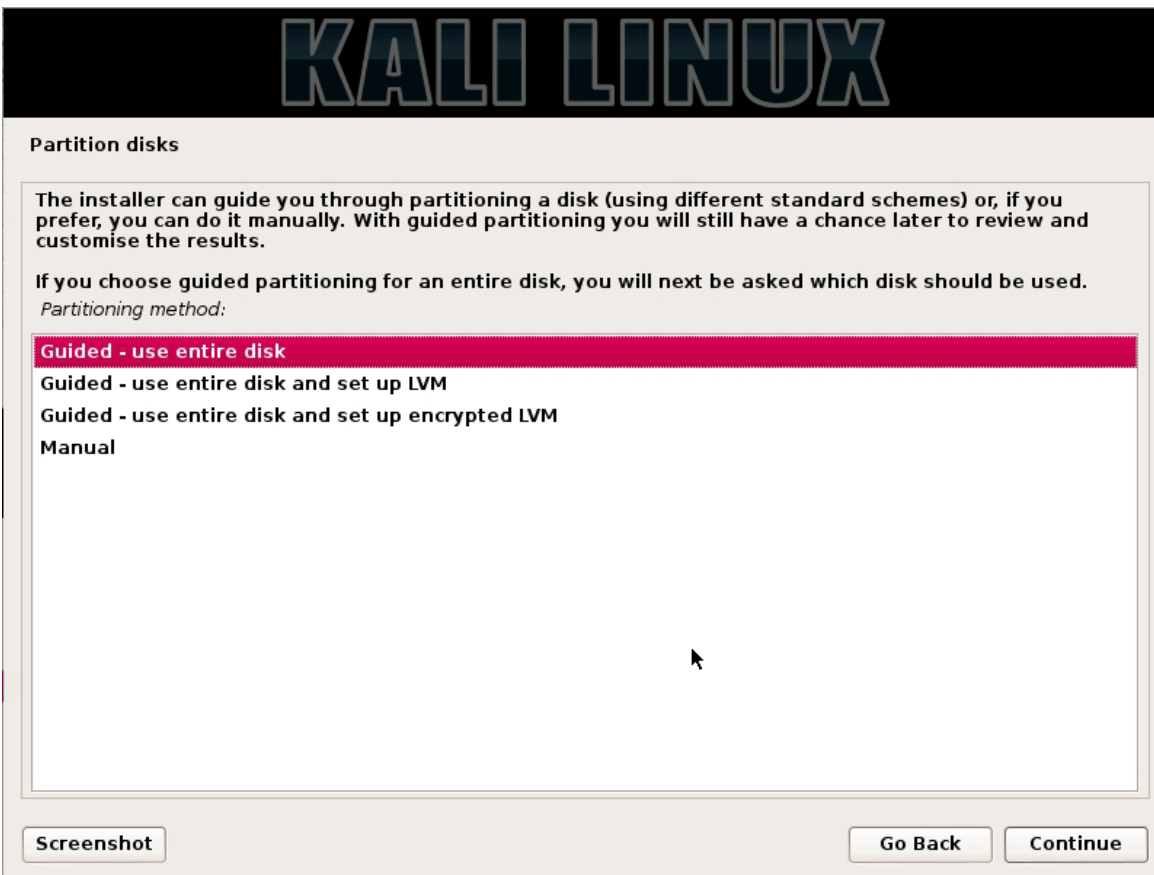 KALI LINUX
Partition disks
The installer can guide you through partitioning a disk (using different standard schemes) or, if you
prefer, you can do it manually. With guided partitioning you will still have a chance later to review and
customise the results.
If you choose guided partitioning for an entire disk, you will next be asked which disk should be used.
Partitioning method:
Guided - use entire disk
Guided - use entire disk and set up LVM
Guided - use entire disk and set up encrypted LVM
Manual
Screenshot
Go Back
Continue